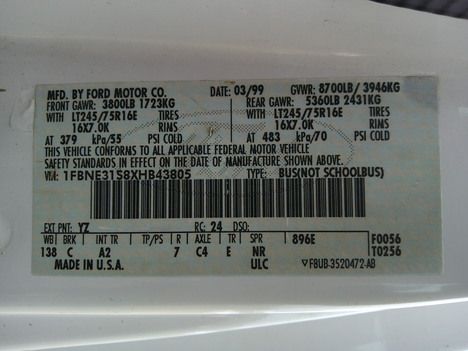 MFD. BY FORD MOTOR CO. 03/99 GVWR: 8700LB/ 3946KG
FRONT GAWR: 3800LB 1723KG REAR GAWR: 5360LB 2431KG
WITH LT245/75R16E TIRES WITH LT245/75R16E TIRES
16X7.0K RIMS 16X7.0K RIMS
AT 379 kPa/55 PSI COLD AT 483 kPa/70 PSI COLD
THIS VEHICLE CONFORMS TO ALL APPLICABLE FEDERAL MOTOR VEHICLE
SAFETY STANDARDS IN EFFECT ON THE DATE OF MANUFACTURE SHOWN ABOVE.
VIN: 1FBNE31S8XHB43805 TYPE: BUS(NOT SCHOOLBUS)
EXT PNT: YZ RC: 24 DSO:
WB BRK INT TR TP/PS R AXLE TR SPR 896E F0056
138 C A2 7 C4 E NR T0256
MADE IN U.S.A. ULC ▽F8UB-3520472-AB